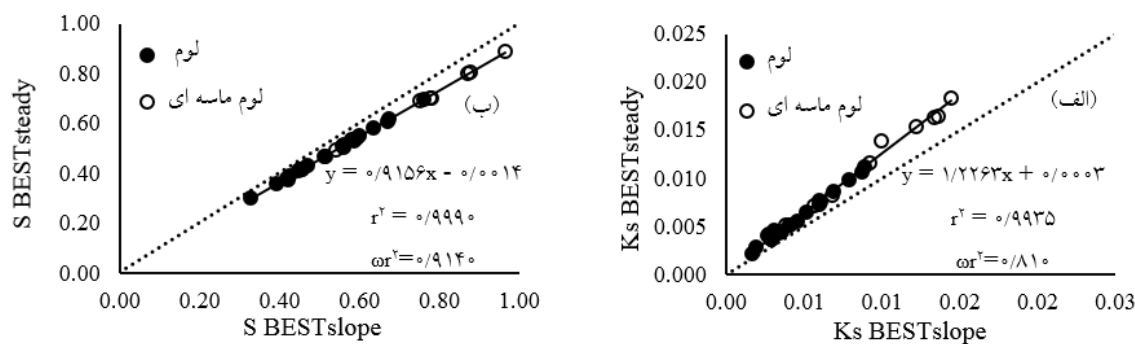 1.00
0.80
0.60
0.40
0.20
0.00
S BESTsteady
لوم
لوم ماسه ای
(ب)
y = ۰/۹۱۵۶x - ۰/۰۰۱۴
r² = ۰/۹۹۹۰
ωr²=۰/۹۱۴۰
0.00 0.20 0.40 0.60 0.80 1.00
S BESTslope
0.025
0.020
0.015
0.010
0.005
0.000
Ks BESTsteady
لوم
لوم ماسه ای
(الف)
y = ۱/۲۲۶۳x + ۰/۰۰۰۳
r² = ۰/۹۹۳۵
ωr²=۰/۸۱۰
0.00 0.01 0.01 0.02 0.02 0.03
Ks BESTslope